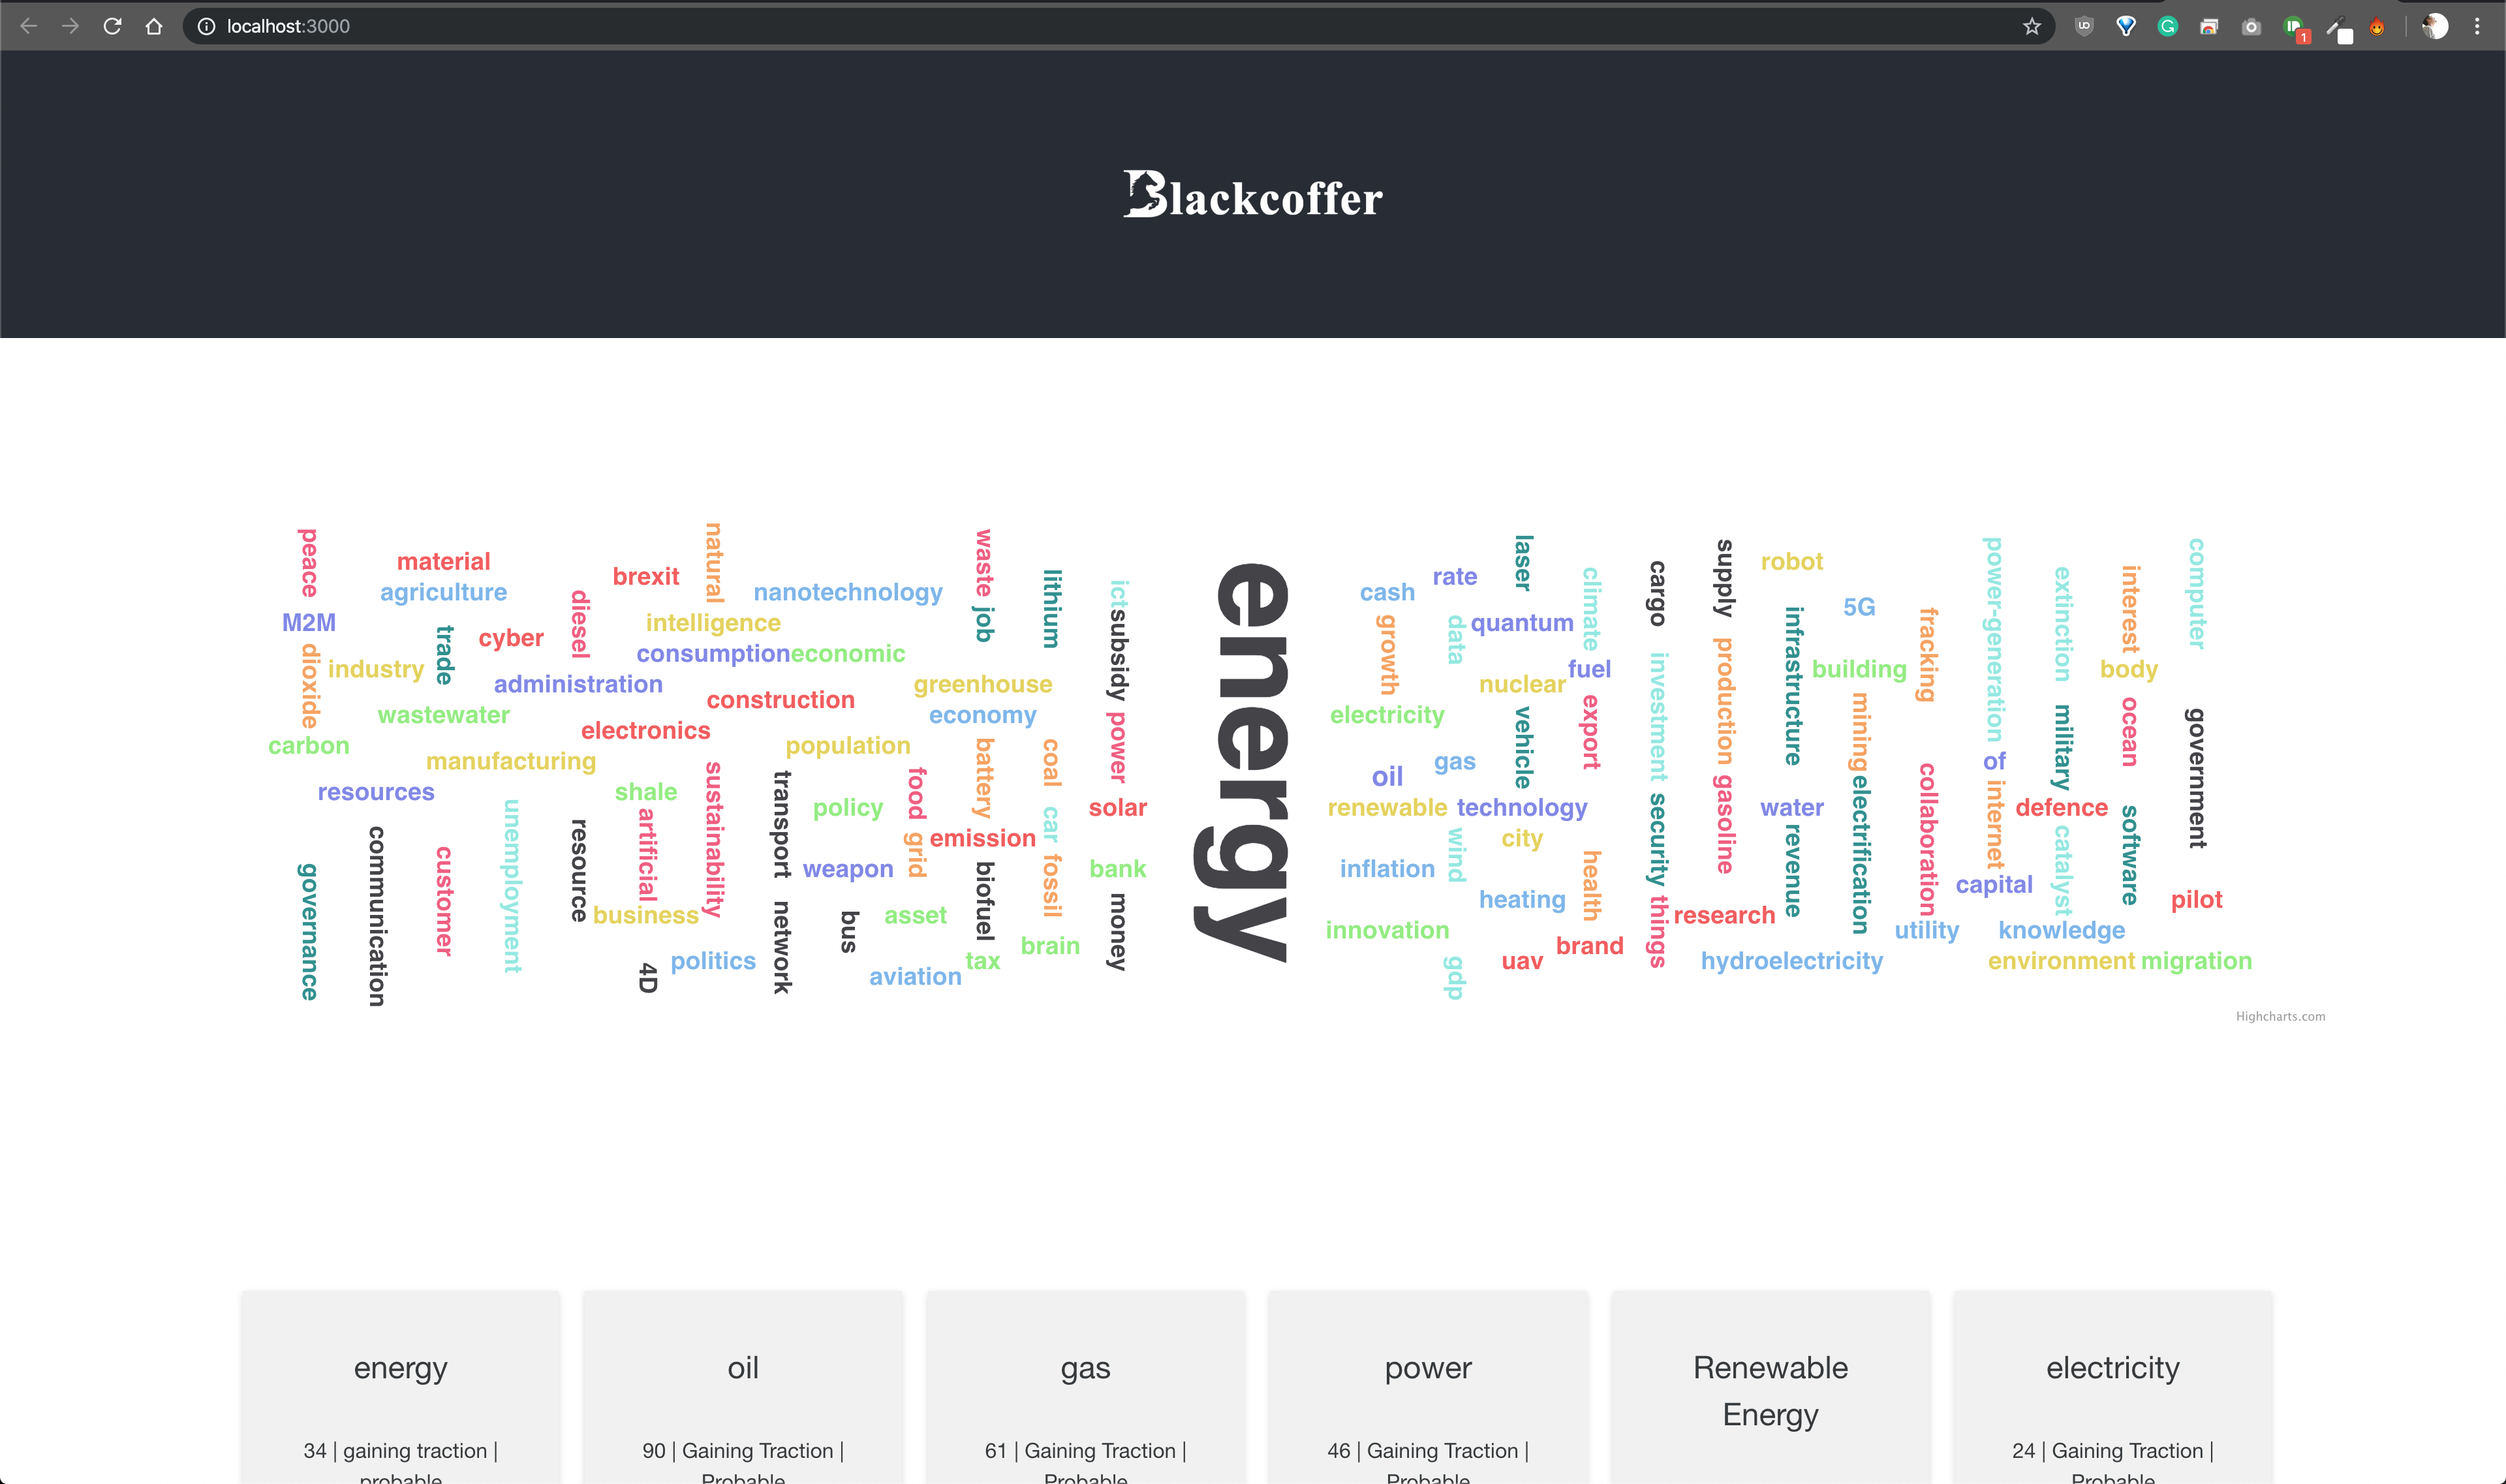 localhost:3000
1
Blackcoffer
peace
material
agriculture
M2M
dioxide
industry
trade
cyber
diesel
brexit
natural
nanotechnology
intelligence
consumption
economic
administration
construction
wastewater
electronics
carbon
manufacturing
population
greenhouse
economy
waste
job
lithium
ict
subsidy
power
resources
shale
sustainability
transport
policy
food
battery
coal
car
solar
unemployment
resource
artificial
communication
customer
governance
business
weapon
grid
emission
fossil
bank
biofuel
money
bus
asset
brain
tax
aviation
network
politics
4D
energy
cash
rate
laser
climate
cargo
supply
robot
growth
data
quantum
fuel
nuclear
electricity
vehicle
export
investment
production
infrastructure
5G
building
fracking
power-generation
extinction
interest
computer
body
mining
military
ocean
government
oil
gas
of
renewable
technology
city
wind
security
gasoline
water
electrification
collaboration
internet
defence
software
catalyst
inflation
heating
health
things
research
revenue
capital
pilot
innovation
uav
brand
gdp
utility
knowledge
hydroelectricity
environment
migration
Highcharts.com
energy
34 | gaining traction |
probable
oil
90 | Gaining Traction |
Probable
gas
61 | Gaining Traction |
Probable
power
46 | Gaining Traction |
Probable
Renewable
Energy
electricity
24 | Gaining Traction |
Probable